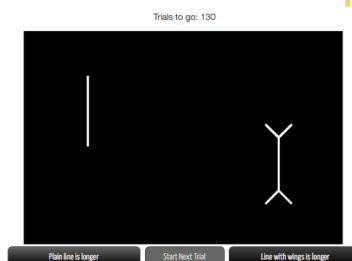 Trials to go: 130
Plain line is longer
Start Next Trial
Line with wings is longer